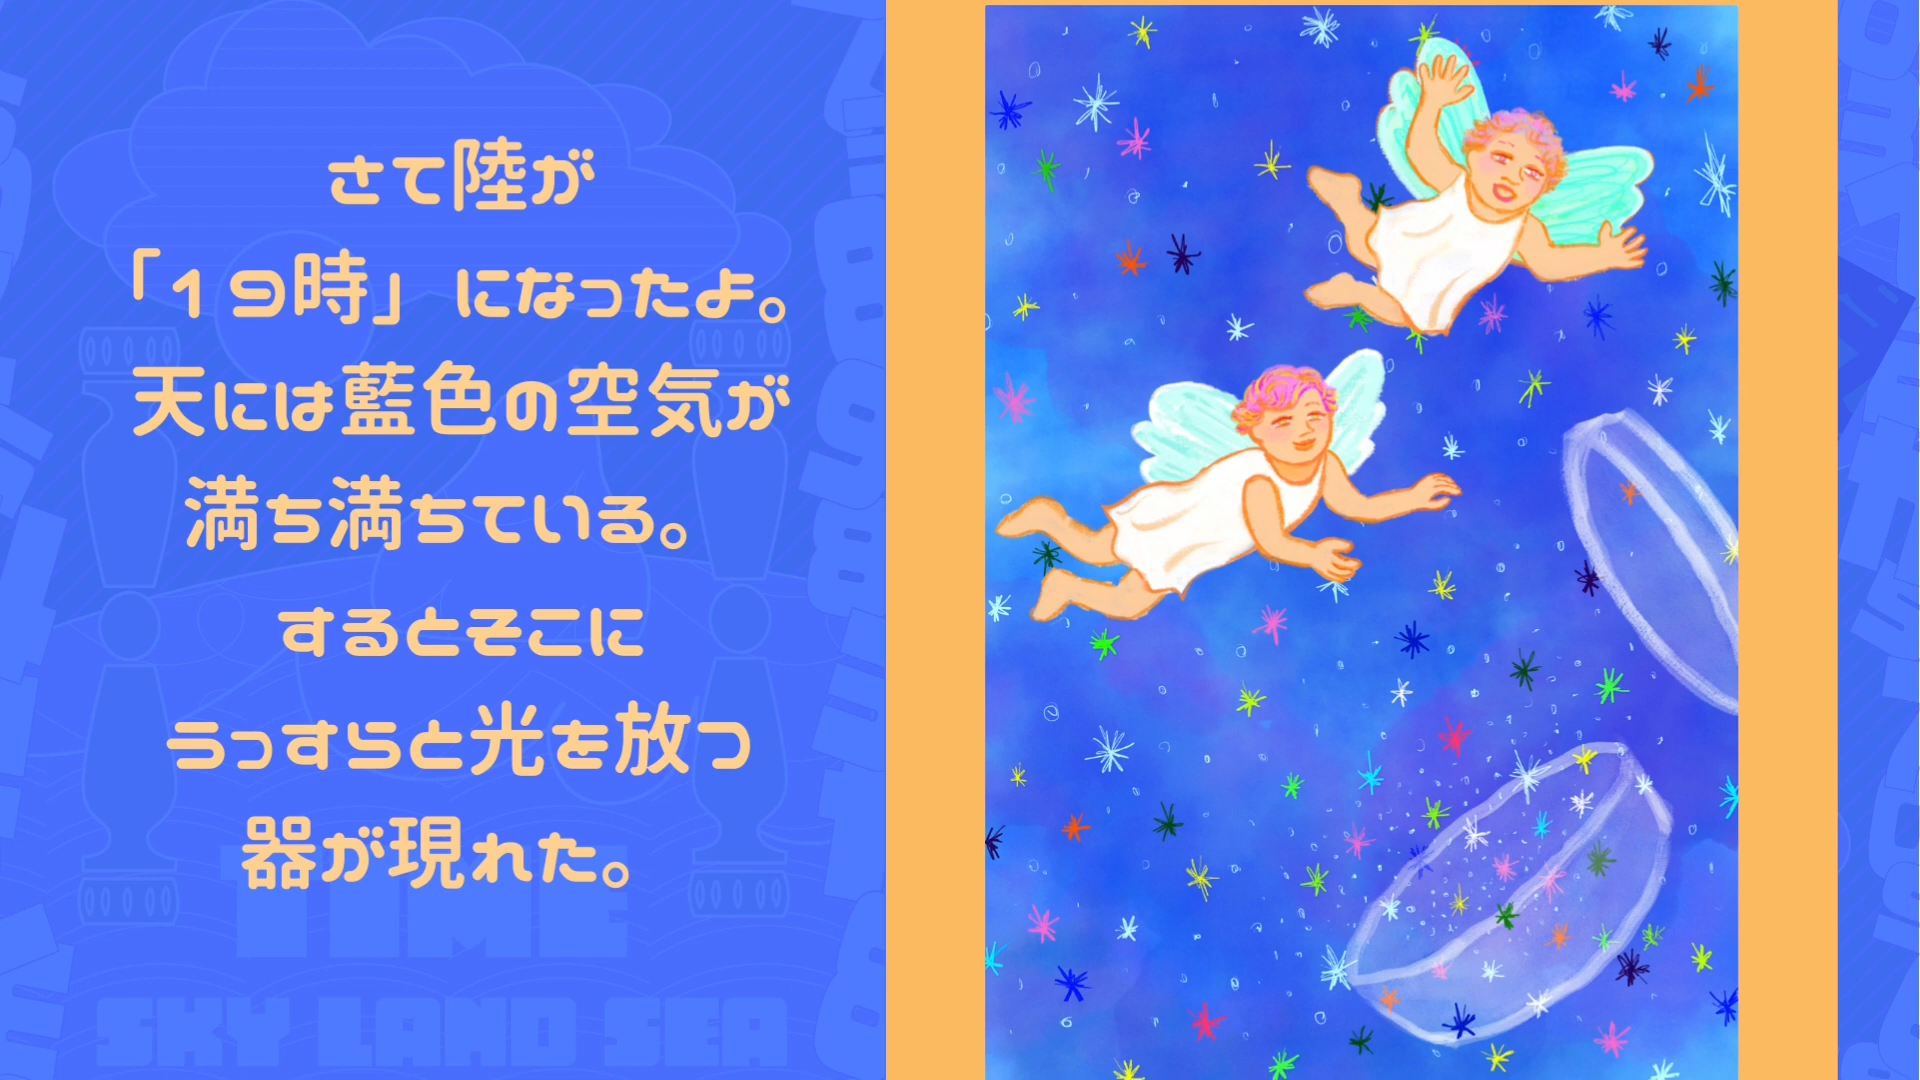 さて陸が
「19時」になったよ。
天には藍色の空気が
満ち満ちている。
するとそこに
うっすらと光を放つ
器が現れた。
TIME
SKY LAND SEA